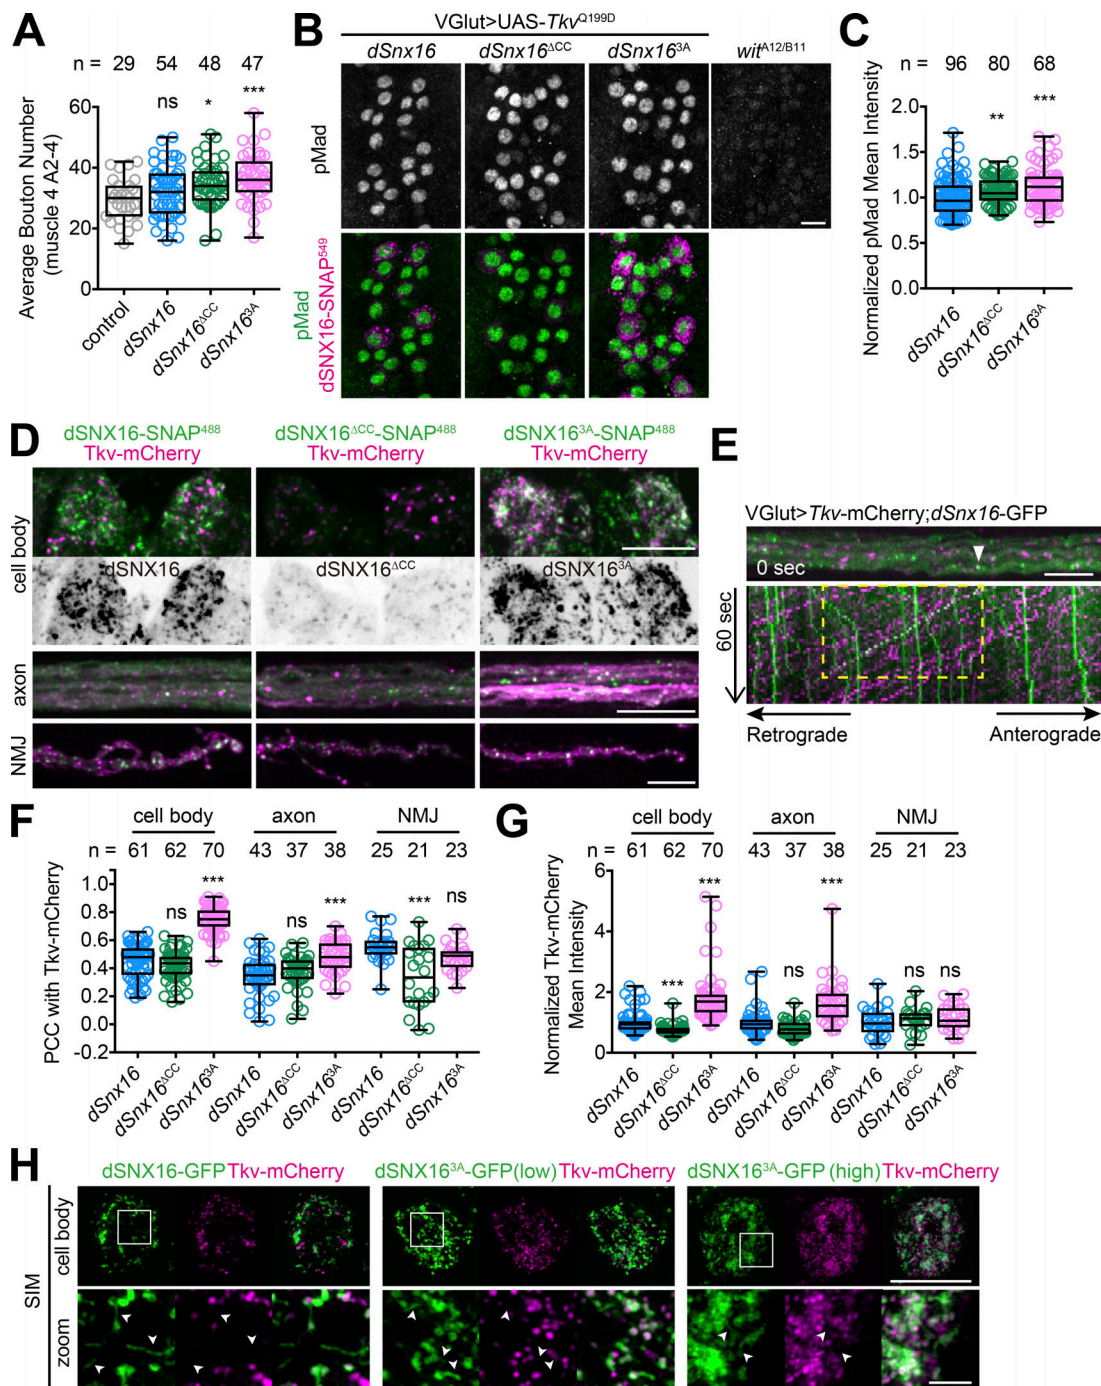 A
n = 29 54 48 47
ns * ***
Average Bouton Number
(muscle 4 A2-4)
60
40
20
0
control
dSnx16
dSnx16ΔCC
dSnx163A
B
VGlut>UAS-TkvQ199D
dSnx16 dSnx16ΔCC dSnx163A witA12/B11
pMad
pMad
dSNX16-SNAP549
C
n = 96 80 68
** ***
Normalized pMad Mean Intensity
2.0
1.5
1.0
0.5
0.0
dSnx16
dSnx16ΔCC
dSnx163A
D
dSNX16-SNAP488 dSNX16ΔCC-SNAP488 dSNX163A-SNAP488
Tkv-mCherry Tkv-mCherry Tkv-mCherry
cell body
dSNX16 dSNX16ΔCC dSNX163A
axon
NMJ
E
VGlut>Tkv-mCherry;dSnx16-GFP
0 sec
60 sec
Retrograde Anterograde
F
cell body axon NMJ
n = 61 62 70 43 37 38 25 21 23
ns *** ns *** *** ns
PCC with Tkv-mCherry
1.0
0.8
0.6
0.4
0.2
0.0
-0.2
dSnx16
dSnx16ΔCC
dSnx163A
dSnx16
dSnx16ΔCC
dSnx163A
dSnx16
dSnx16ΔCC
dSnx163A
G
cell body axon NMJ
n = 61 62 70 43 37 38 25 21 23
*** *** ns *** ns ns
Normalized Tkv-mCherry
Mean Intensity
6
4
2
0
dSnx16
dSnx16ΔCC
dSnx163A
dSnx16
dSnx16ΔCC
dSnx163A
dSnx16
dSnx16ΔCC
dSnx163A
H
dSNX16-GFP Tkv-mCherry dSNX163A-GFP (low) Tkv-mCherry dSNX163A-GFP (high) Tkv-mCherry
SIM
cell body
zoom